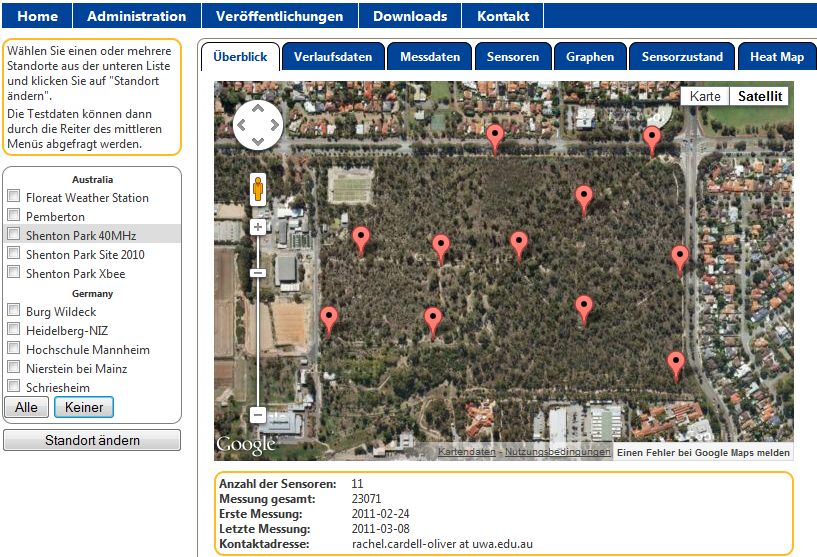 Home Administration Veröffentlichungen Downloads Kontakt
Wählen Sie einen oder mehrere
Standorte aus der unteren Liste
und klicken Sie auf "Standort
ändern".
Die Testdaten können dann
durch die Reiter des mittleren
Menüs abgefragt werden.
Australia
Floreat Weather Station
Pemberton
Shenton Park 40MHz
Shenton Park Site 2010
Shenton Park Xbee
Germany
Burg Wildeck
Heidelberg-NIZ
Hochschule Mannheim
Nierstein bei Mainz
Schriesheim
Alle Keiner
Standort ändern
Überblick Verlaufsdaten Messdaten Sensoren Graphen Sensorzustand Heat Map
Karte Satellit
Google
Kartendaten - Nutzungsbedingungen Einen Fehler bei Google Maps melden
Anzahl der Sensoren: 11
Messung gesamt: 23071
Erste Messung: 2011-02-24
Letzte Messung: 2011-03-08
Kontaktadresse: rachel.cardell-oliver at uwa.edu.au